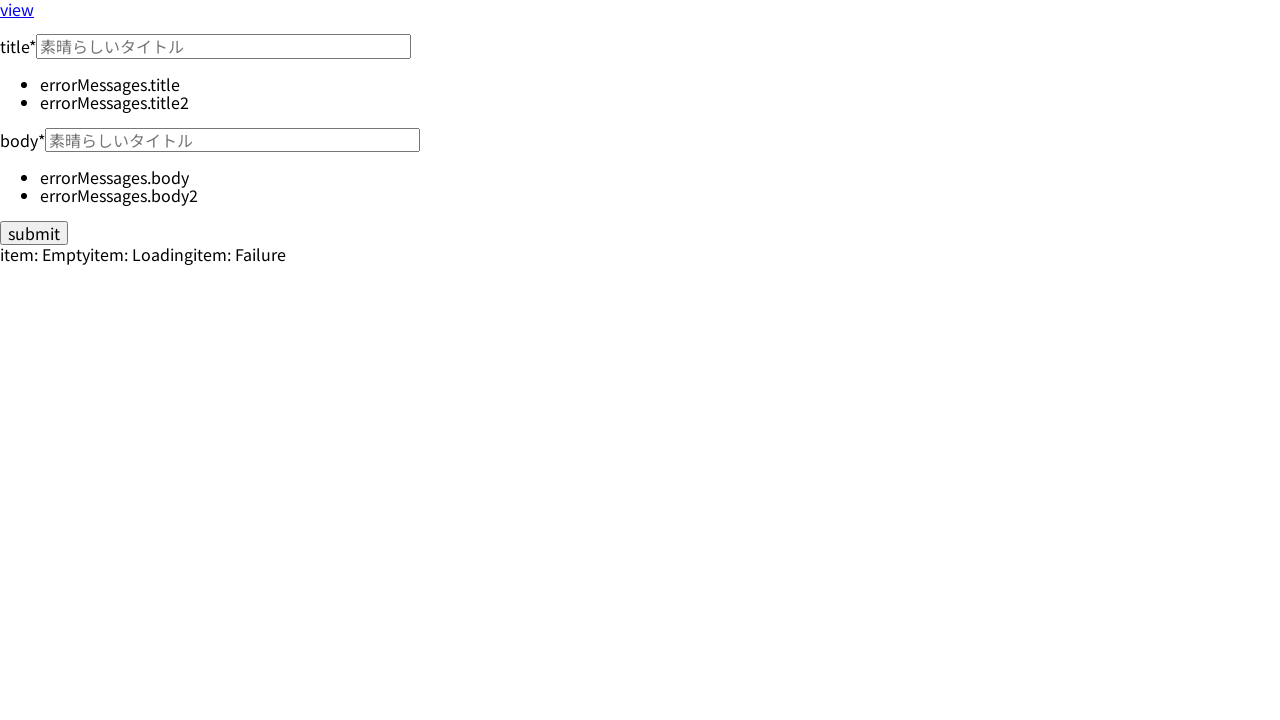 view
title*素晴らしいタイトル
errorMessages.title
errorMessages.title2
body*素晴らしいタイトル
errorMessages.body
errorMessages.body2
submit
item: Emptyitem: Loadingitem: Failure